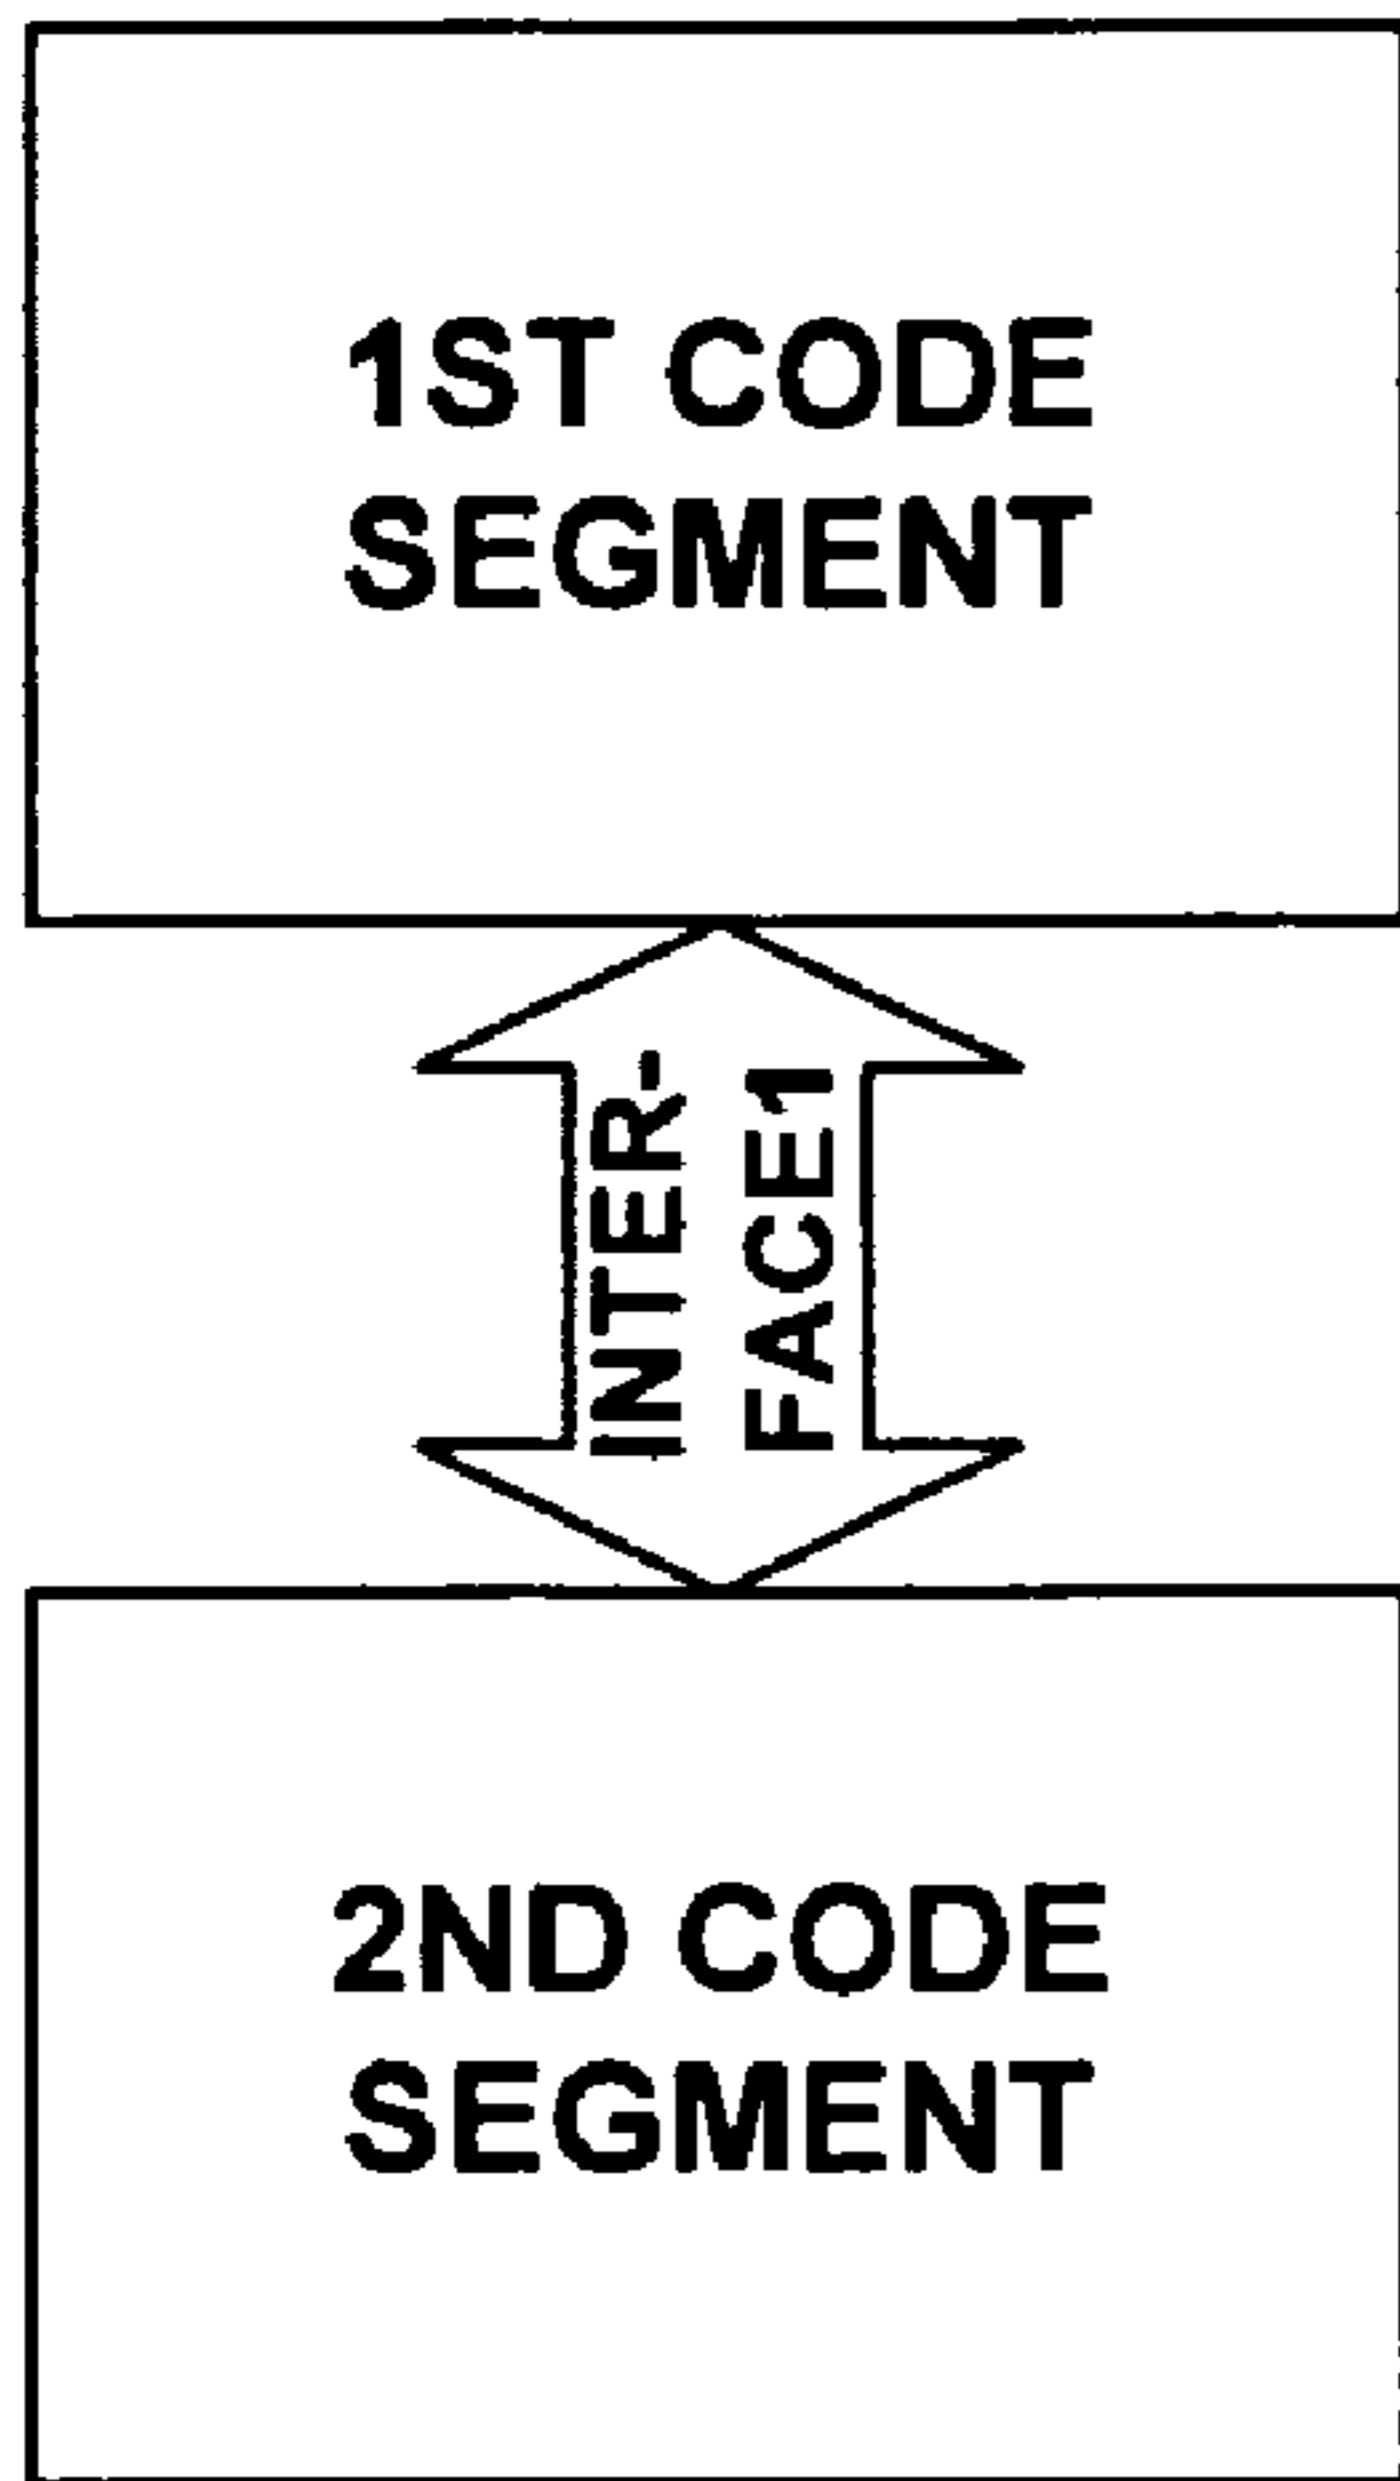 1ST CODE
SEGMENT
INTER-
FACE1
2ND CODE
SEGMENT